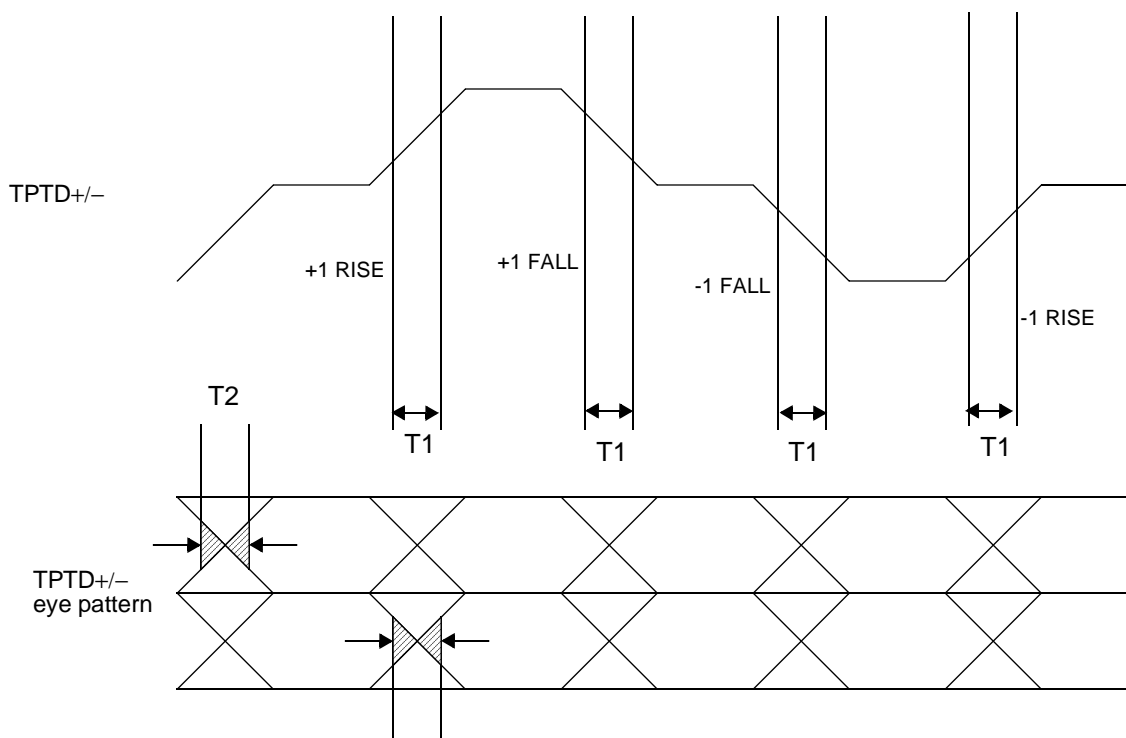 TPTD+/−
+1 RISE
+1 FALL
-1 FALL
-1 RISE
T2
T1
T1
T1
T1
TPTD+/−
eye pattern